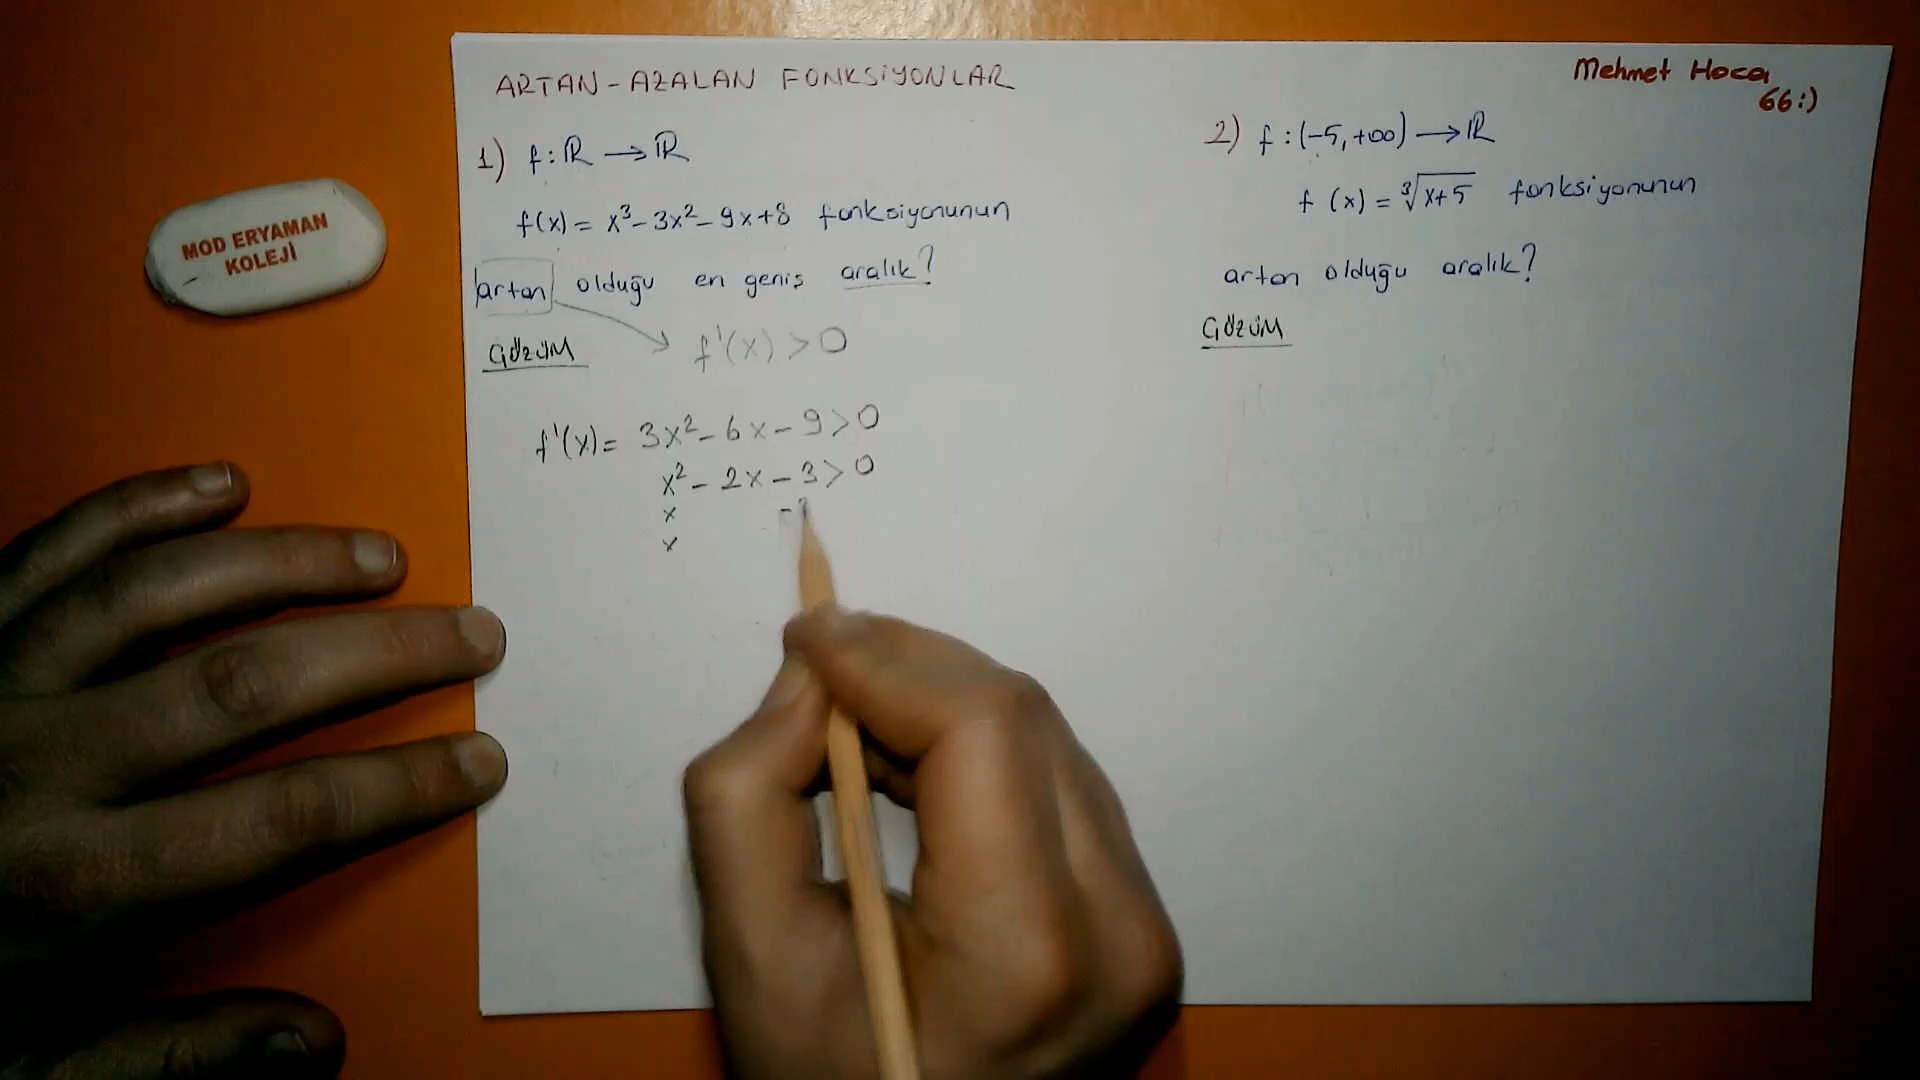 ARTAN-AZALAN FONKSİYONLAR
Mehmet Hoca
66:)
1) f:ℝ→ℝ
f(x)= x³-3x²-9x+8 fonksiyonunun
artan olduğu en geniş aralık?
ÇÖZÜM
f'(x)>0
f'(x)= 3x²-6x-9>0
x²-2x-3>0
x
x
2) f:(-5,+∞)→ℝ
f(x)=∛x+5 fonksiyonunun
artan olduğu aralık?
ÇÖZÜM
MOD ERYAMAN
KOLEJİ